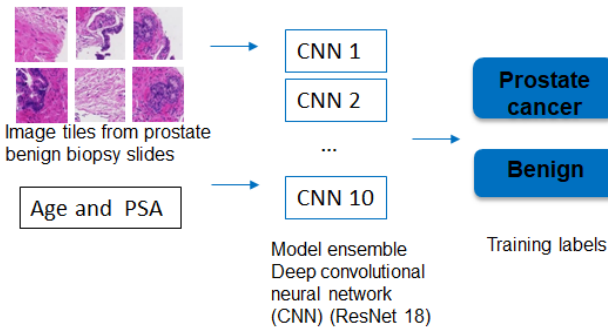 Image tiles from prostate
benign biopsy slides
Age and PSA
CNN 1
CNN 2
...
CNN 10
Model ensemble
Deep convolutional
neural network
(CNN) (ResNet 18)
Prostate
cancer
Benign
Training labels